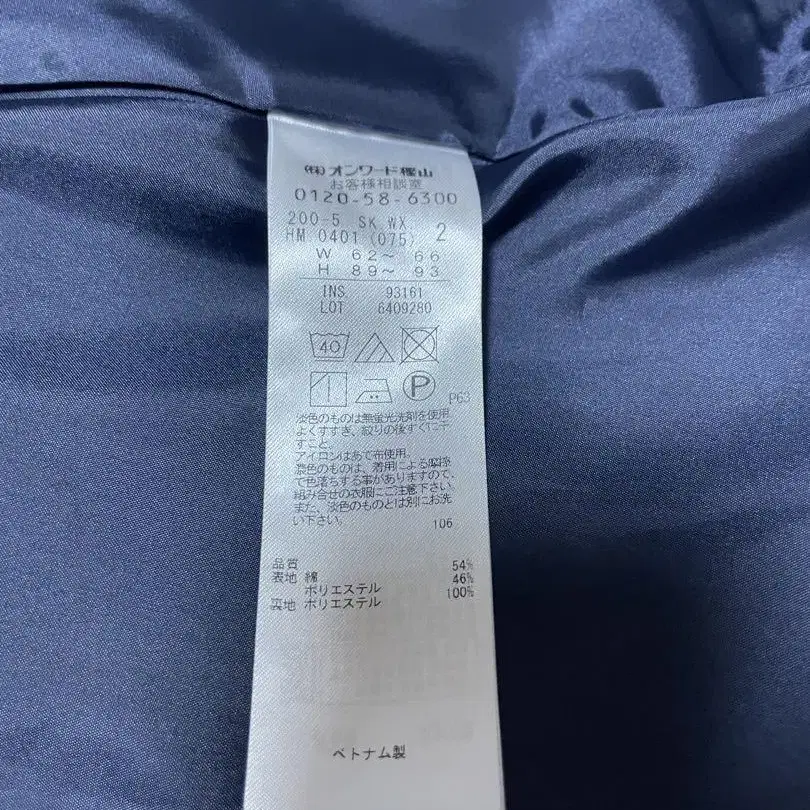 ㈱オンワード樫山
お客様相談室
0120-58-6300
200-5 SK WX
HM 0401 (075) 2
W 62〜 66
H 89〜 93
INS 93161
LOT 6409280
40
P
P63
淡色のものは無蛍光洗剤を使用、
よくすすぎ、絞りの後すぐに干
すこと。
アイロンはあて布使用。
濃色のものは、着用による摩擦
で色落ちする事がありますので、
組み合せの衣服にご注意下さい。
また、淡色のものとは別にお洗
い下さい。
106
品質
表地 綿 54%
ポリエステル 46%
裏地 ポリエステル 100%
ベトナム製